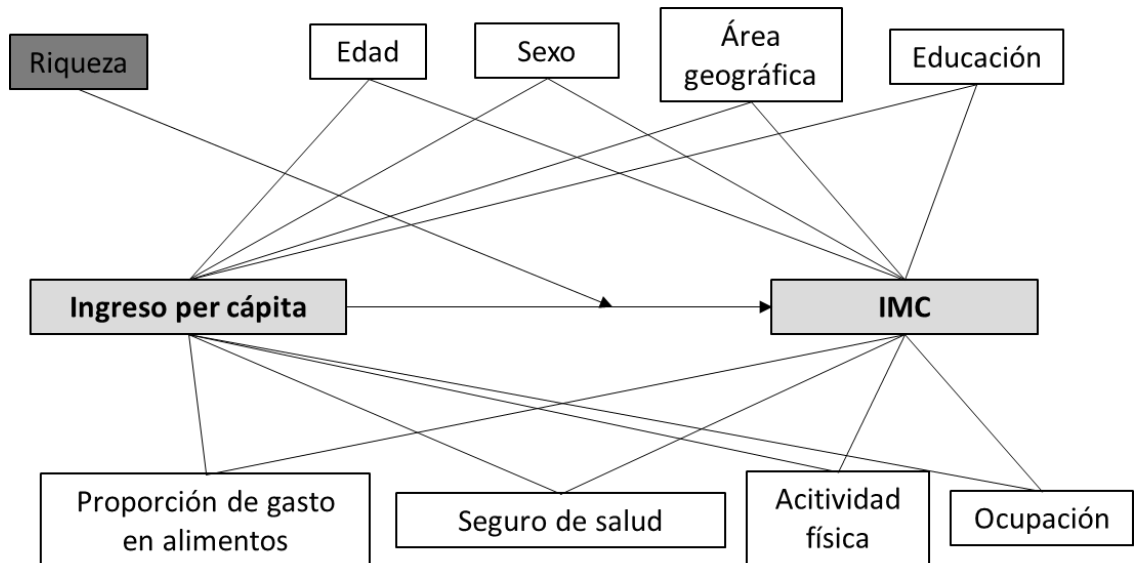 Riqueza
Edad
Sexo
Área
geográfica
Educación
Ingreso per cápita
IMC
Proporción de gasto
en alimentos
Seguro de salud
Acitividad
física
Ocupación